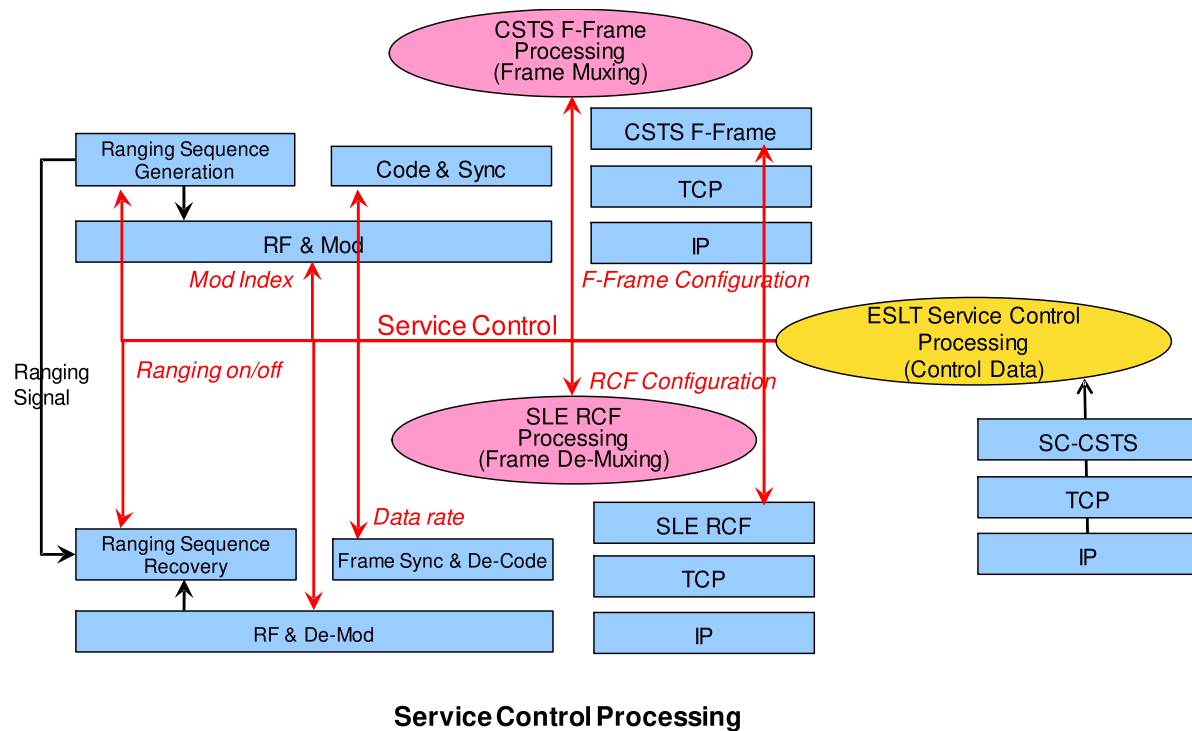 CSTS F-Frame
Processing
(Frame Muxing)
CSTS F-Frame
TCP
IP
Ranging Sequence
Generation
Code & Sync
RF & Mod
Mod Index
F-Frame Configuration
Service Control
ESLT Service Control
Processing
(Control Data)
Ranging
Signal
Ranging on/off
RCF Configuration
SLE RCF
Processing
(Frame De-Muxing)
SC-CSTS
TCP
IP
Data rate
Ranging Sequence
Recovery
Frame Sync & De-Code
SLE RCF
TCP
IP
RF & De-Mod
Service Control Processing